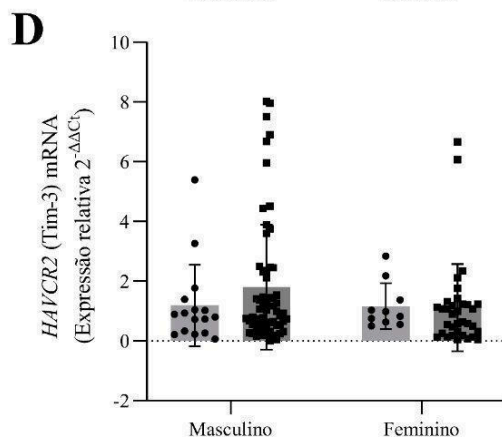 D
HAVCR2 (Tim-3) mRNA
(Expressão relativa 2^-ΔΔCt)
10
8
6
4
2
0
-2
Masculino Feminino